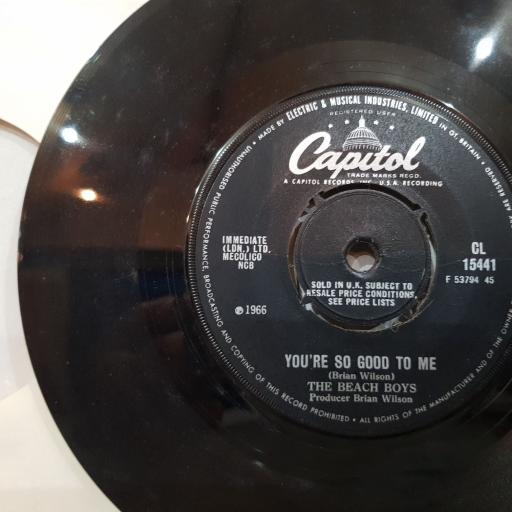 • MADE BY ELECTRIC & MUSICAL INDUSTRIES, LIMITED IN GT. BRITAIN •
REGISTERED USER
Capitol
TRADE MARKS REGD.
A CAPITOL RECORDS, INC., U.S.A. RECORDING
IMMEDIATE
(LDN.) LTD.
MECOLICO
NCB
CL
15441
F 53794 45
SOLD IN U.K. SUBJECT TO
RESALE PRICE CONDITIONS,
SEE PRICE LISTS
℗ 1966
YOU'RE SO GOOD TO ME
(Brian Wilson)
THE BEACH BOYS
Producer Brian Wilson
UNAUTHORISED PUBLIC PERFORMANCE, BROADCASTING AND COPYING OF THIS RECORD PROHIBITED • ALL RIGHTS OF THE MANUFACTURER AND OF THE OWNER
ARE RESERVED